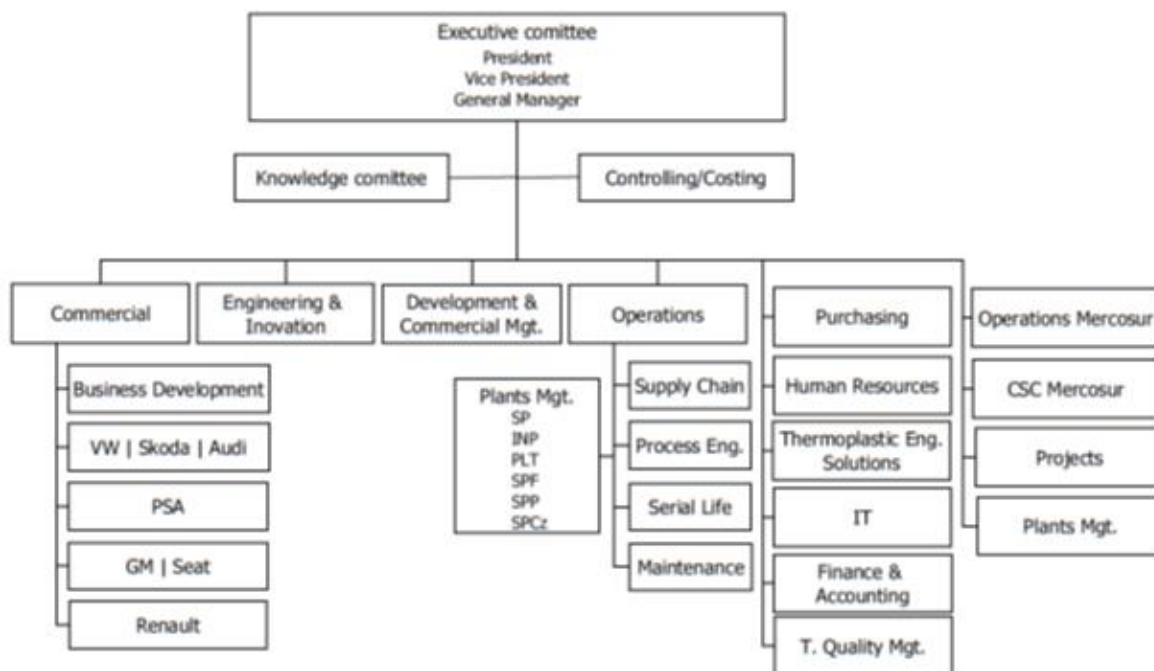 Executive comittee
President
Vice President
General Manager
Knowledge comittee
Controlling/Costing
Commercial
Engineering &
Inovation
Development &
Commercial Mgt.
Operations
Purchasing
Operations Mercosur
Business Development
VW | Skoda | Audi
PSA
GM | Seat
Renault
Plants Mgt.
SP
INP
PLT
SPF
SPP
SPCz
Supply Chain
Process Eng.
Serial Life
Maintenance
Human Resources
Thermoplastic Eng.
Solutions
IT
Finance &
Accounting
T. Quality Mgt.
CSC Mercosur
Projects
Plants Mgt.